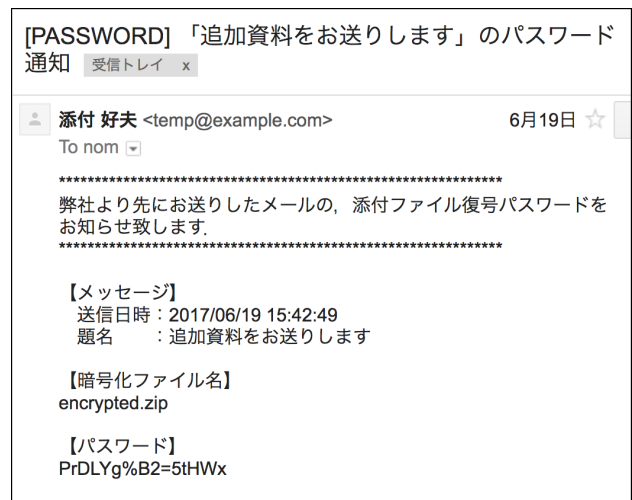 [PASSWORD] 「追加資料をお送りします」のパスワード
通知 受信トレイ x
添付 好夫 <temp@example.com> 6月19日
To nom
**************************************************************
弊社より先にお送りしたメールの，添付ファイル復号パスワードを
お知らせ致します．
**************************************************************
【メッセージ】
送信日時：2017/06/19 15:42:49
題名　　：追加資料をお送りします
【暗号化ファイル名】
encrypted.zip
【パスワード】
PrDLYg%B2=5tHWx